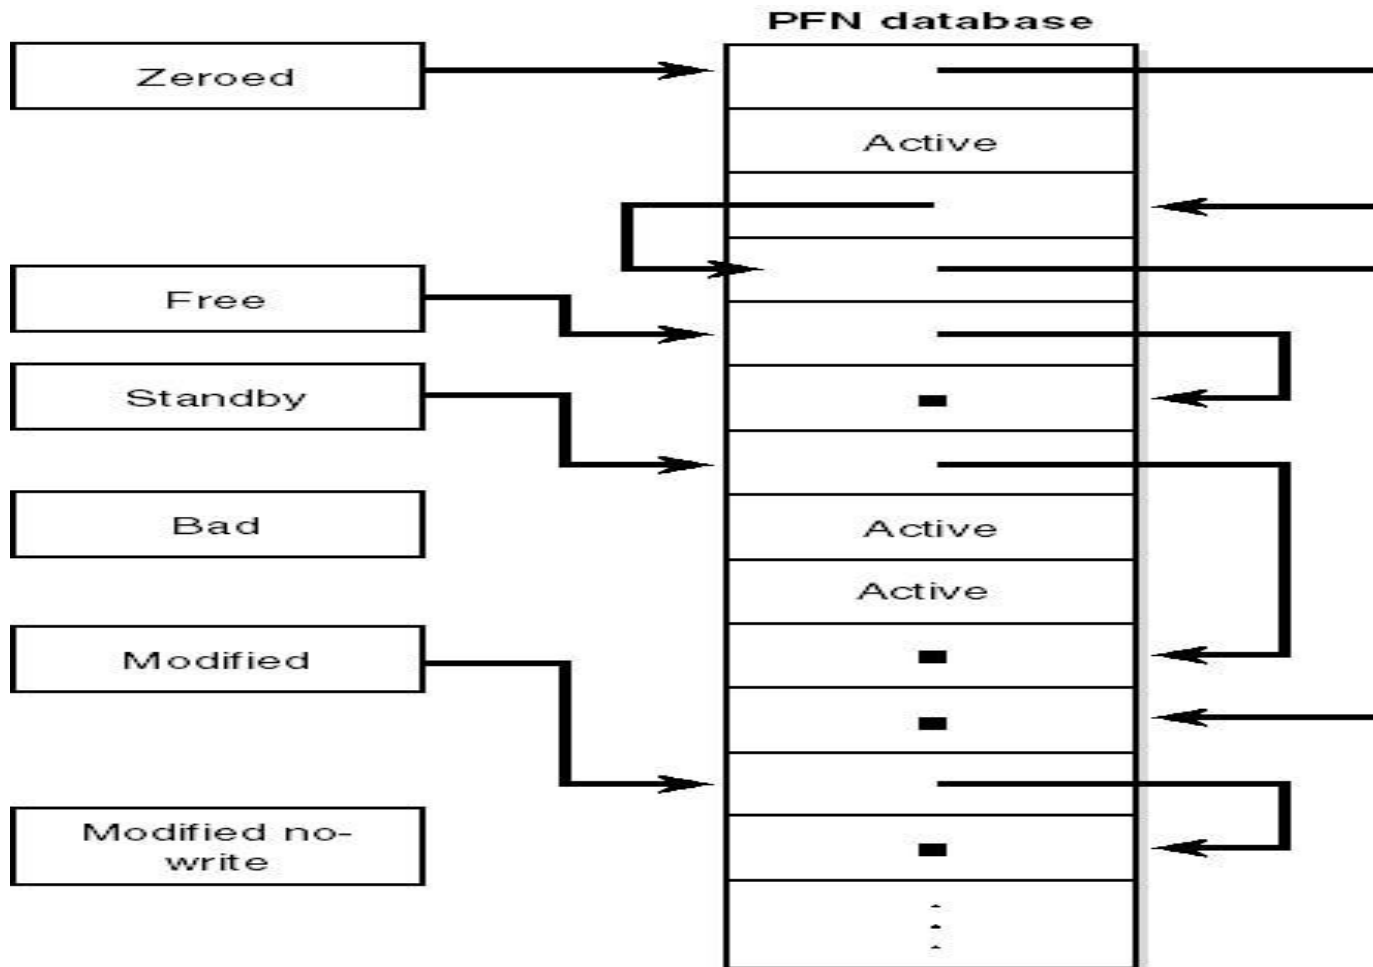 PFN database
Zeroed
Active
Free
Standby
Bad
Active
Active
Modified
Modified no-
write